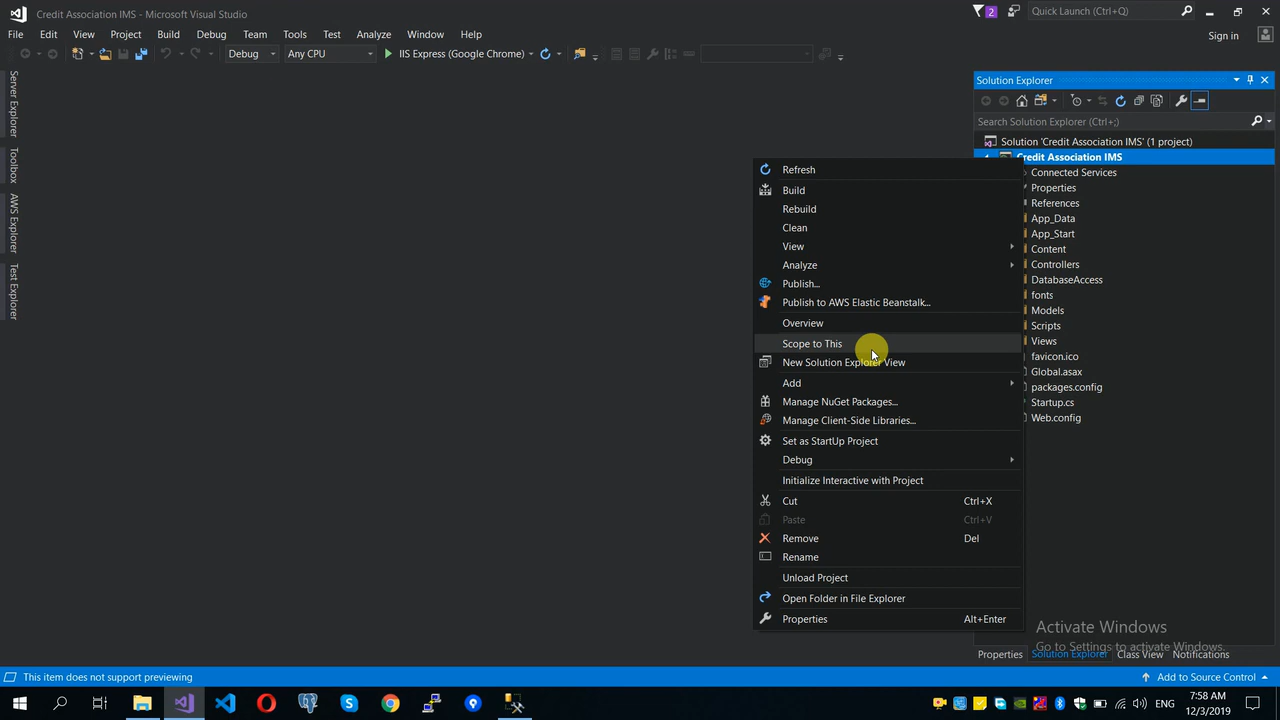 Credit Association IMS - Microsoft Visual Studio
2
Quick Launch (Ctrl+Q)
File Edit View Project Build Debug Team Tools Test Analyze Window Help
Sign in
Debug Any CPU IIS Express (Google Chrome)
Server Explorer
Toolbox
AWS Explorer
Test Explorer
Solution Explorer
Search Solution Explorer (Ctrl+;)
Solution 'Credit Association IMS' (1 project)
Credit Association IMS
Connected Services
Properties
References
App_Data
App_Start
Content
Controllers
DatabaseAccess
fonts
Models
Scripts
Views
favicon.ico
Global.asax
packages.config
Startup.cs
Web.config
Refresh
Build
Rebuild
Clean
View
Analyze
Publish...
Publish to AWS Elastic Beanstalk...
Overview
Scope to This
New Solution Explorer View
Add
Manage NuGet Packages...
Manage Client-Side Libraries...
Set as StartUp Project
Debug
Initialize Interactive with Project
Cut Ctrl+X
Paste Ctrl+V
Remove Del
Rename
Unload Project
Open Folder in File Explorer
Properties Alt+Enter
Activate Windows
Go to Settings to activate Windows.
Properties Solution Explorer Class View Notifications
This item does not support previewing
Add to Source Control
7:58 AM
12/3/2019